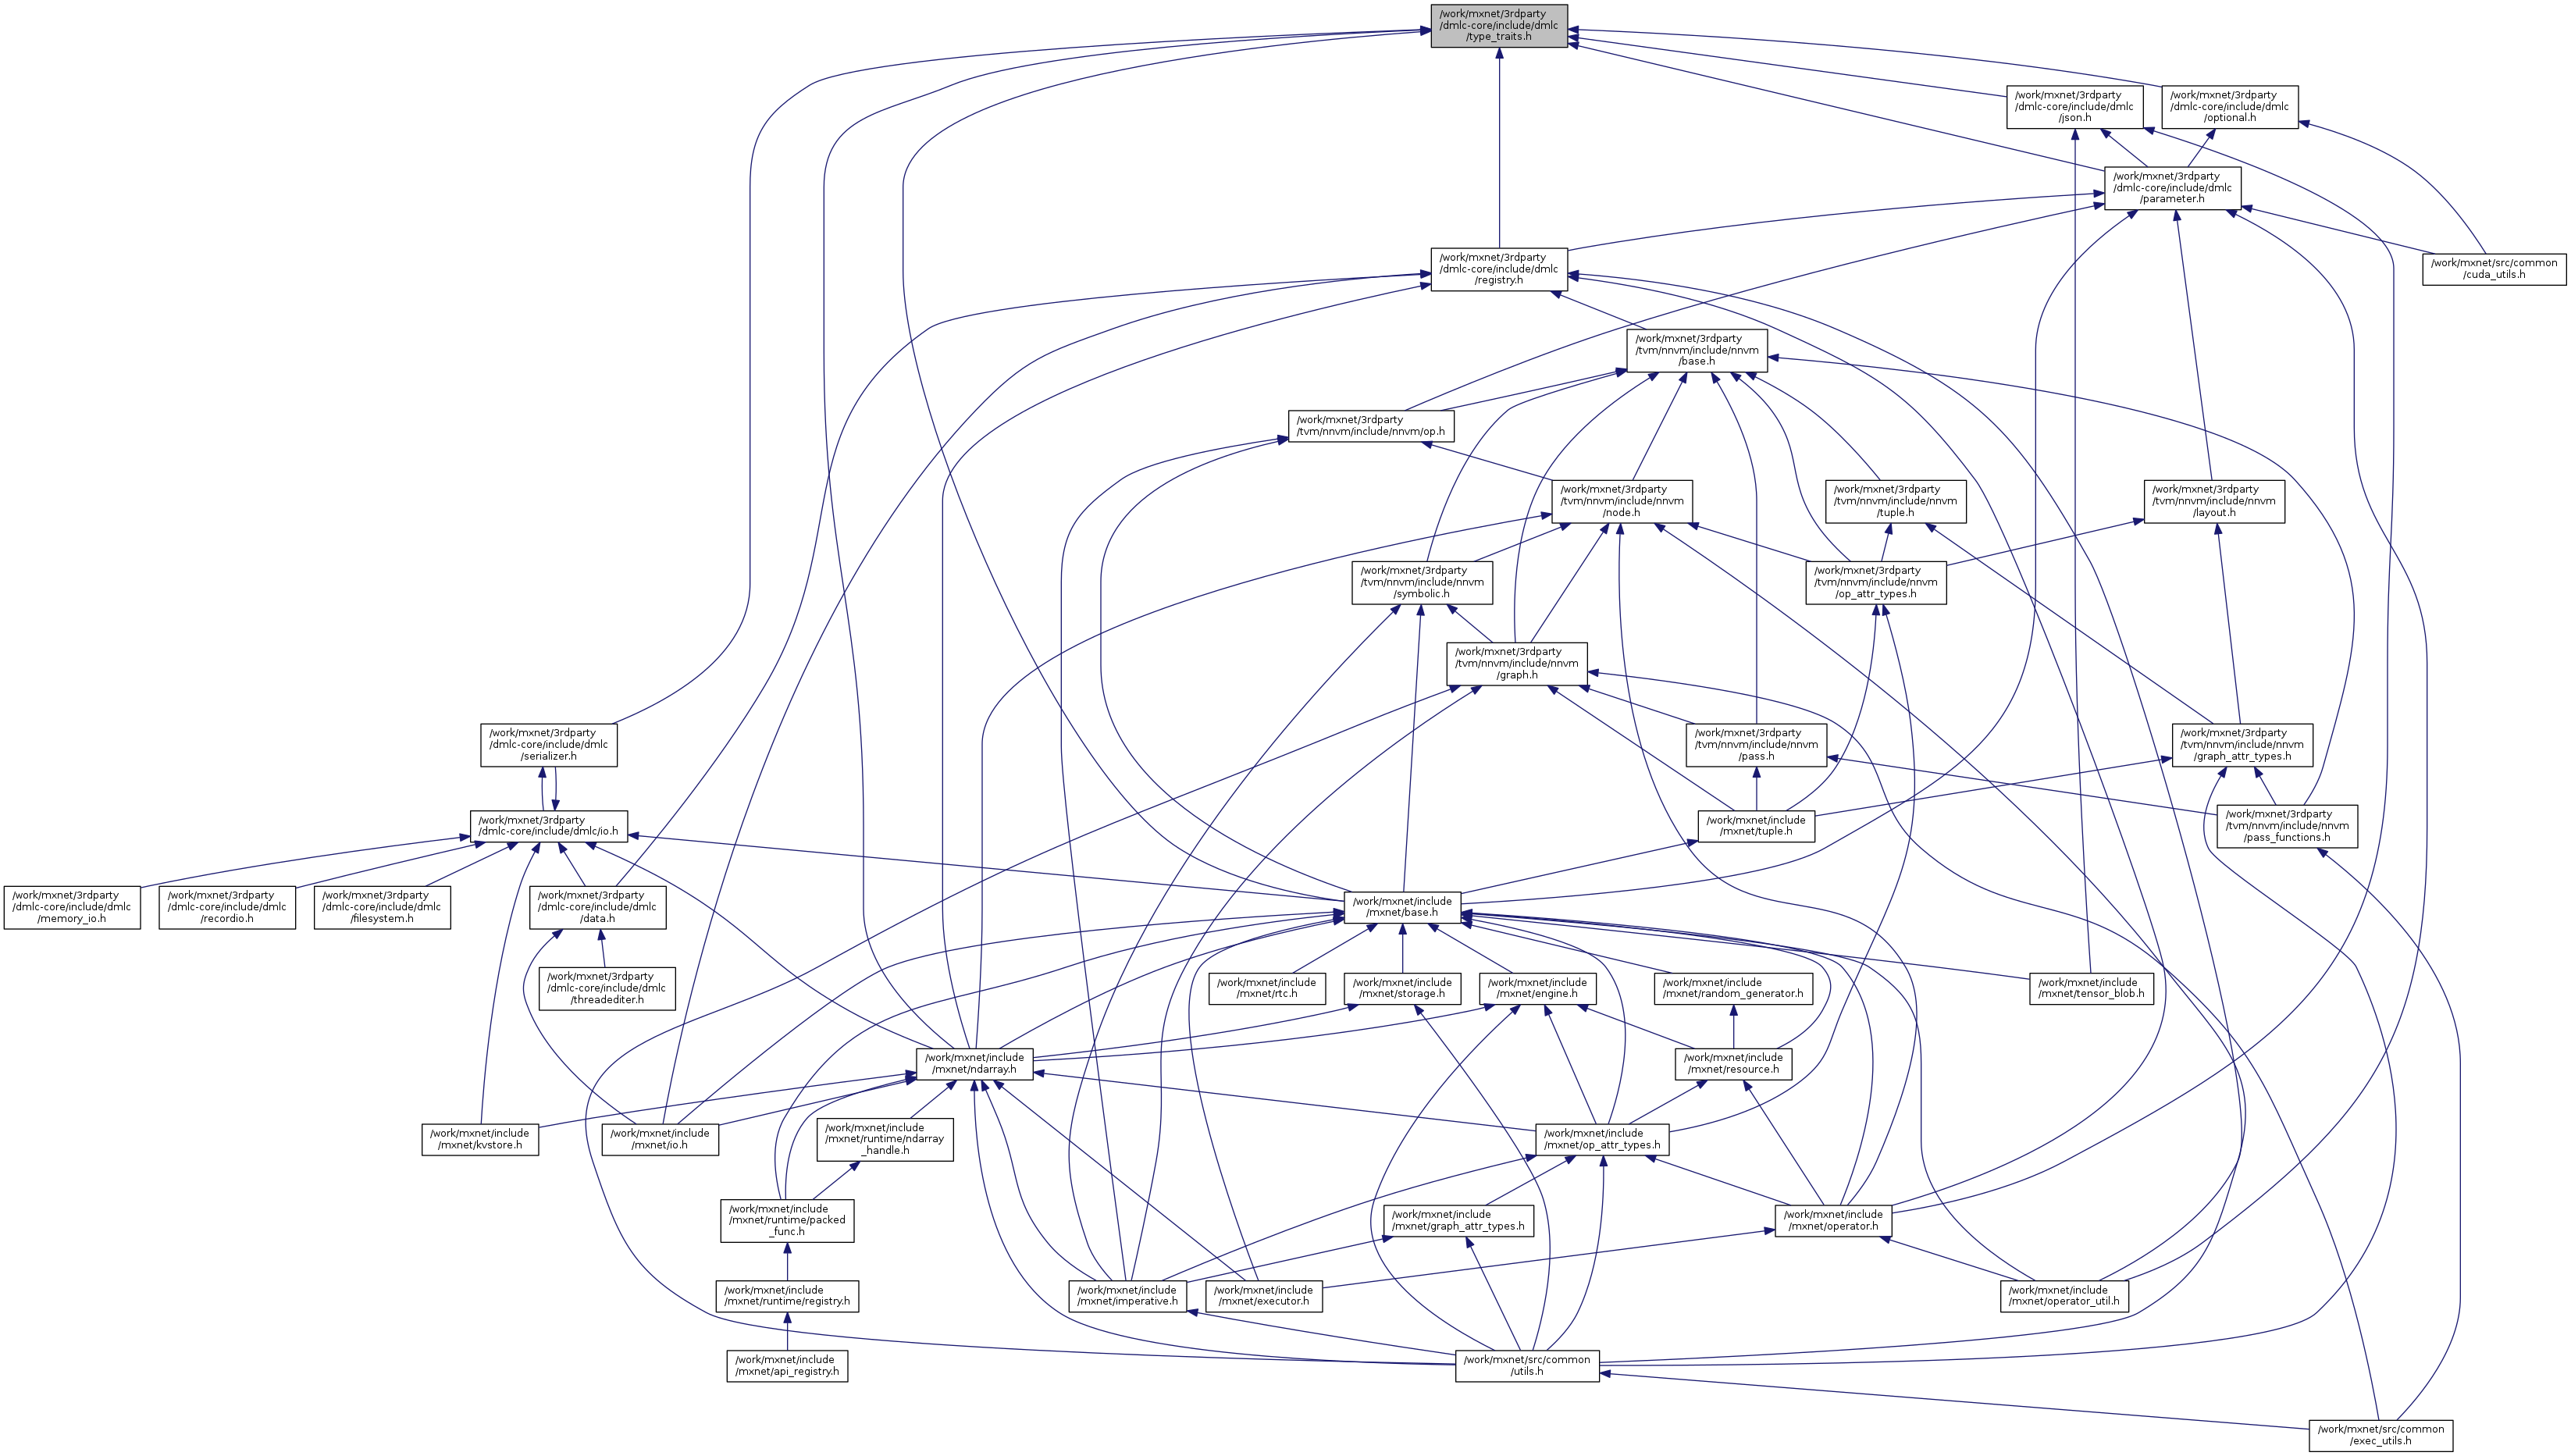 /work/mxnet/3rdparty
/dmlc-core/include/dmlc
/type_traits.h
/work/mxnet/3rdparty
/dmlc-core/include/dmlc
/json.h
/work/mxnet/3rdparty
/dmlc-core/include/dmlc
/optional.h
/work/mxnet/3rdparty
/dmlc-core/include/dmlc
/parameter.h
/work/mxnet/3rdparty
/dmlc-core/include/dmlc
/registry.h
/work/mxnet/src/common
/cuda_utils.h
/work/mxnet/3rdparty
/tvm/nnvm/include/nnvm
/base.h
/work/mxnet/3rdparty
/tvm/nnvm/include/nnvm/op.h
/work/mxnet/3rdparty
/tvm/nnvm/include/nnvm
/node.h
/work/mxnet/3rdparty
/tvm/nnvm/include/nnvm
/tuple.h
/work/mxnet/3rdparty
/tvm/nnvm/include/nnvm
/layout.h
/work/mxnet/3rdparty
/tvm/nnvm/include/nnvm
/symbolic.h
/work/mxnet/3rdparty
/tvm/nnvm/include/nnvm
/op_attr_types.h
/work/mxnet/3rdparty
/tvm/nnvm/include/nnvm
/graph.h
/work/mxnet/3rdparty
/dmlc-core/include/dmlc
/serializer.h
/work/mxnet/3rdparty
/tvm/nnvm/include/nnvm
/pass.h
/work/mxnet/3rdparty
/tvm/nnvm/include/nnvm
/graph_attr_types.h
/work/mxnet/3rdparty
/dmlc-core/include/dmlc/io.h
/work/mxnet/include
/mxnet/tuple.h
/work/mxnet/3rdparty
/tvm/nnvm/include/nnvm
/pass_functions.h
/work/mxnet/3rdparty
/dmlc-core/include/dmlc
/memory_io.h
/work/mxnet/3rdparty
/dmlc-core/include/dmlc
/recordio.h
/work/mxnet/3rdparty
/dmlc-core/include/dmlc
/filesystem.h
/work/mxnet/3rdparty
/dmlc-core/include/dmlc
/data.h
/work/mxnet/include
/mxnet/base.h
/work/mxnet/3rdparty
/dmlc-core/include/dmlc
/threadediter.h
/work/mxnet/include
/mxnet/rtc.h
/work/mxnet/include
/mxnet/storage.h
/work/mxnet/include
/mxnet/engine.h
/work/mxnet/include
/mxnet/random_generator.h
/work/mxnet/include
/mxnet/tensor_blob.h
/work/mxnet/include
/mxnet/ndarray.h
/work/mxnet/include
/mxnet/resource.h
/work/mxnet/include
/mxnet/kvstore.h
/work/mxnet/include
/mxnet/io.h
/work/mxnet/include
/mxnet/runtime/ndarray
_handle.h
/work/mxnet/include
/mxnet/op_attr_types.h
/work/mxnet/include
/mxnet/runtime/packed
_func.h
/work/mxnet/include
/mxnet/graph_attr_types.h
/work/mxnet/include
/mxnet/operator.h
/work/mxnet/include
/mxnet/runtime/registry.h
/work/mxnet/include
/mxnet/imperative.h
/work/mxnet/include
/mxnet/executor.h
/work/mxnet/include
/mxnet/operator_util.h
/work/mxnet/include
/mxnet/api_registry.h
/work/mxnet/src/common
/utils.h
/work/mxnet/src/common
/exec_utils.h